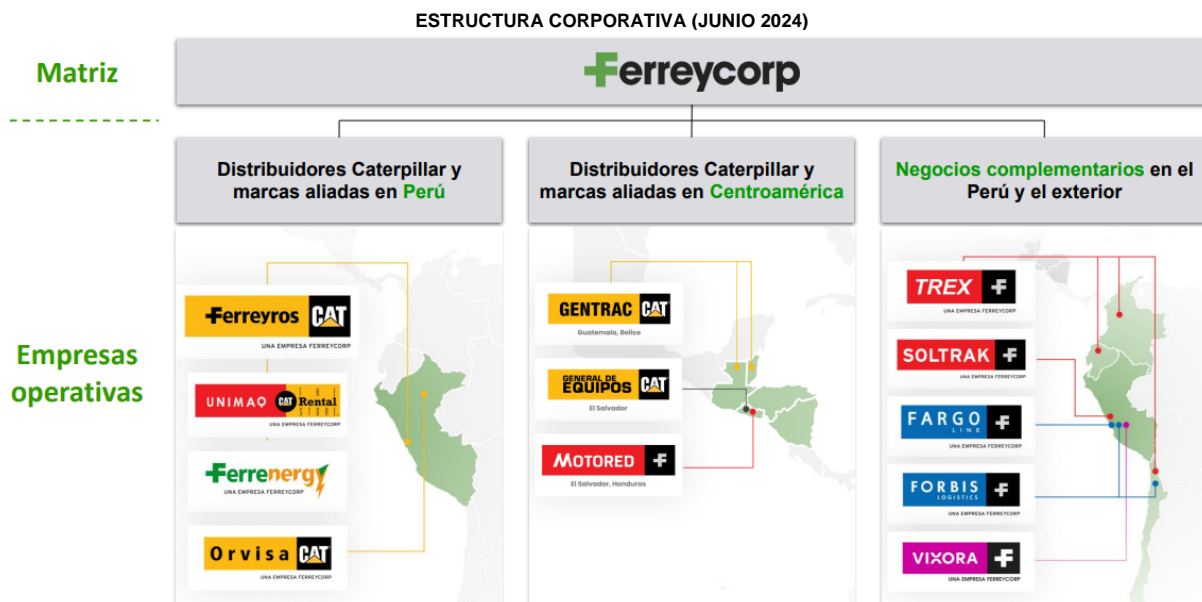 ESTRUCTURA CORPORATIVA (JUNIO 2024)
Matriz
Ferreycorp
Distribuidores Caterpillar y
marcas aliadas en Perú
Distribuidores Caterpillar y
marcas aliadas en Centroamérica
Negocios complementarios en el
Perú y el exterior
Empresas
operativas
Ferreyros CAT
UNA EMPRESA FERREYCORP
UNIMAQ CAT THE Rental STORE
UNA EMPRESA FERREYCORP
Ferrenergy
UNA EMPRESA FERREYCORP
Orvisa CAT
UNA EMPRESA FERREYCORP
GENTRAC CAT
Guatemala, Belice
GENERAL DE
EQUIPOS CAT
El Salvador
MOTORED
El Salvador, Honduras
TREX
UNA EMPRESA FERREYCORP
SOLTRAK
UNA EMPRESA FERREYCORP
FARGO
LINE
UNA EMPRESA FERREYCORP
FORBIS
LOGISTICS
UNA EMPRESA FERREYCORP
VIXORA
UNA EMPRESA FERREYCORP